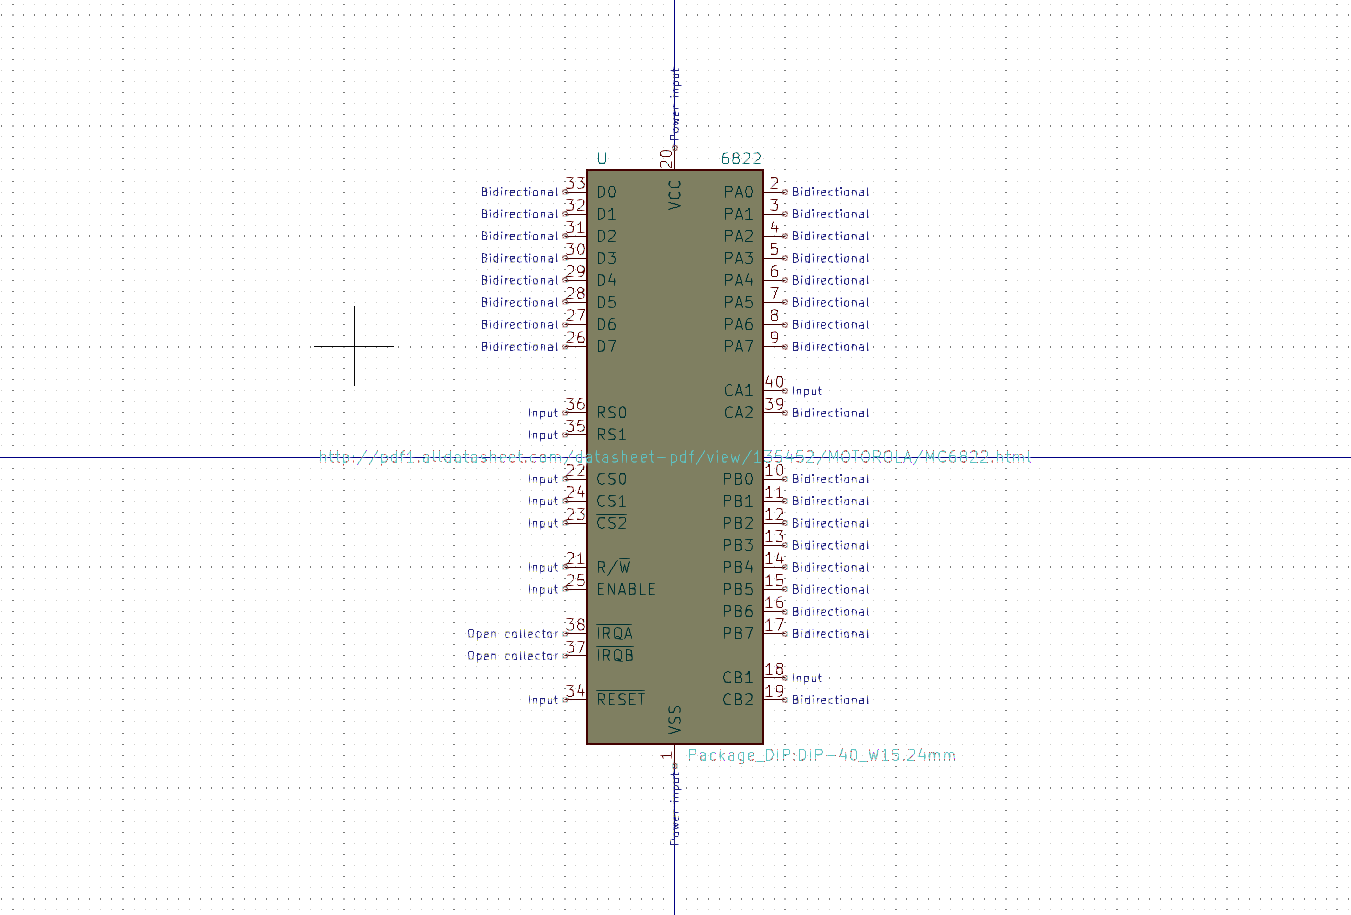 Power input
20
U 6822
VCC
Bidirectional 33 D0 PA0 2 Bidirectional
Bidirectional 32 D1 PA1 3 Bidirectional
Bidirectional 31 D2 PA2 4 Bidirectional
Bidirectional 30 D3 PA3 5 Bidirectional
Bidirectional 29 D4 PA4 6 Bidirectional
Bidirectional 28 D5 PA5 7 Bidirectional
Bidirectional 27 D6 PA6 8 Bidirectional
Bidirectional 26 D7 PA7 9 Bidirectional
CA1 40 Input
Input 36 RS0 CA2 39 Bidirectional
Input 35 RS1
http://pdf1.alldatasheet.com/datasheet-pdf/view/135452/MOTOROLA/MC6822.html
Input 22 CS0 PB0 10 Bidirectional
Input 24 CS1 PB1 11 Bidirectional
Input 23 CS2 PB2 12 Bidirectional
PB3 13 Bidirectional
Input 21 R/W PB4 14 Bidirectional
Input 25 ENABLE PB5 15 Bidirectional
PB6 16 Bidirectional
Open collector 38 IRQA PB7 17 Bidirectional
Open collector 37 IRQB
CB1 18 Input
Input 34 RESET CB2 19 Bidirectional
VSS
1 Package_DIP:DIP-40_W15.24mm
Power input